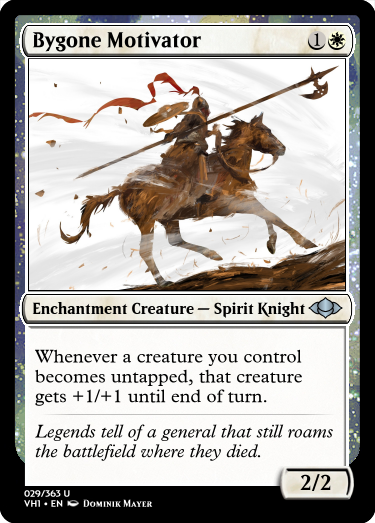 Bygone Motivator 1
Enchantment Creature — Spirit Knight
Whenever a creature you control
becomes untapped, that creature
gets +1/+1 until end of turn.
Legends tell of a general that still roams
the battlefield where they died.
2/2
029/363 U
VH1 • EN Dominik Mayer